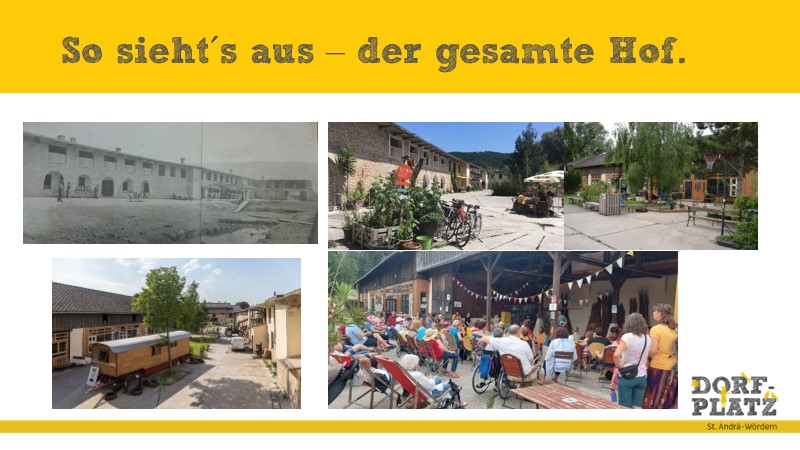 So sieht´s aus – der gesamte Hof.
DORF-
PLATZ
St. Andrä-Wördern